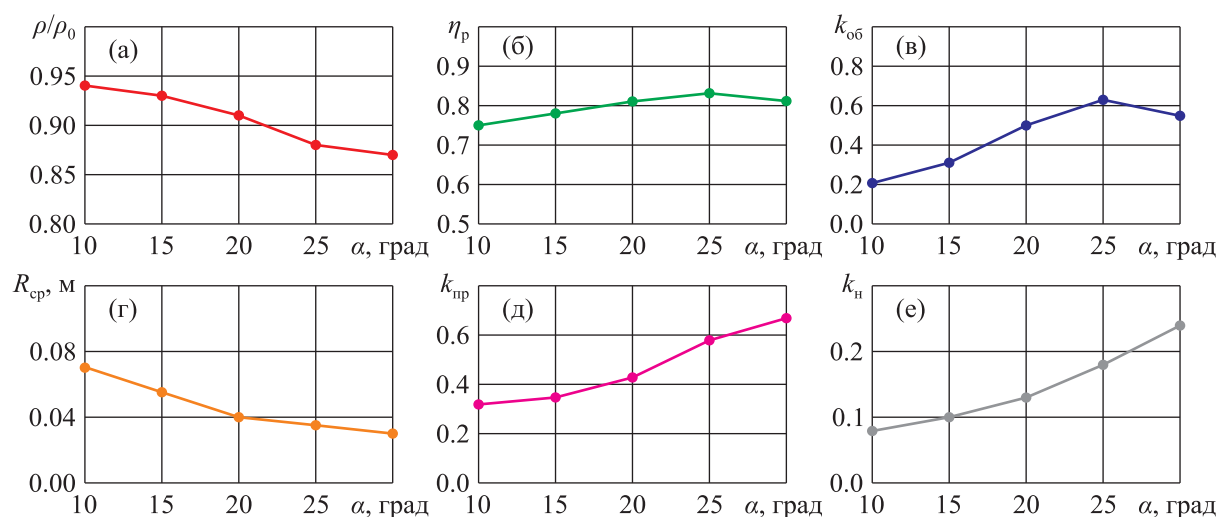 ρ/ρ₀
(а)
0.95
0.90
0.85
0.80
10 15 20 25 α, град
ηр
(б)
0.9
0.8
0.7
0.6
0.5
10 15 20 25 α, град
kоб
(в)
0.8
0.6
0.4
0.2
0.0
10 15 20 25 α, град
Rср, м
(г)
0.08
0.04
0.00
10 15 20 25 α, град
kпр
(д)
0.6
0.4
0.2
0.0
10 15 20 25 α, град
kн
(е)
0.2
0.1
0.0
10 15 20 25 α, град